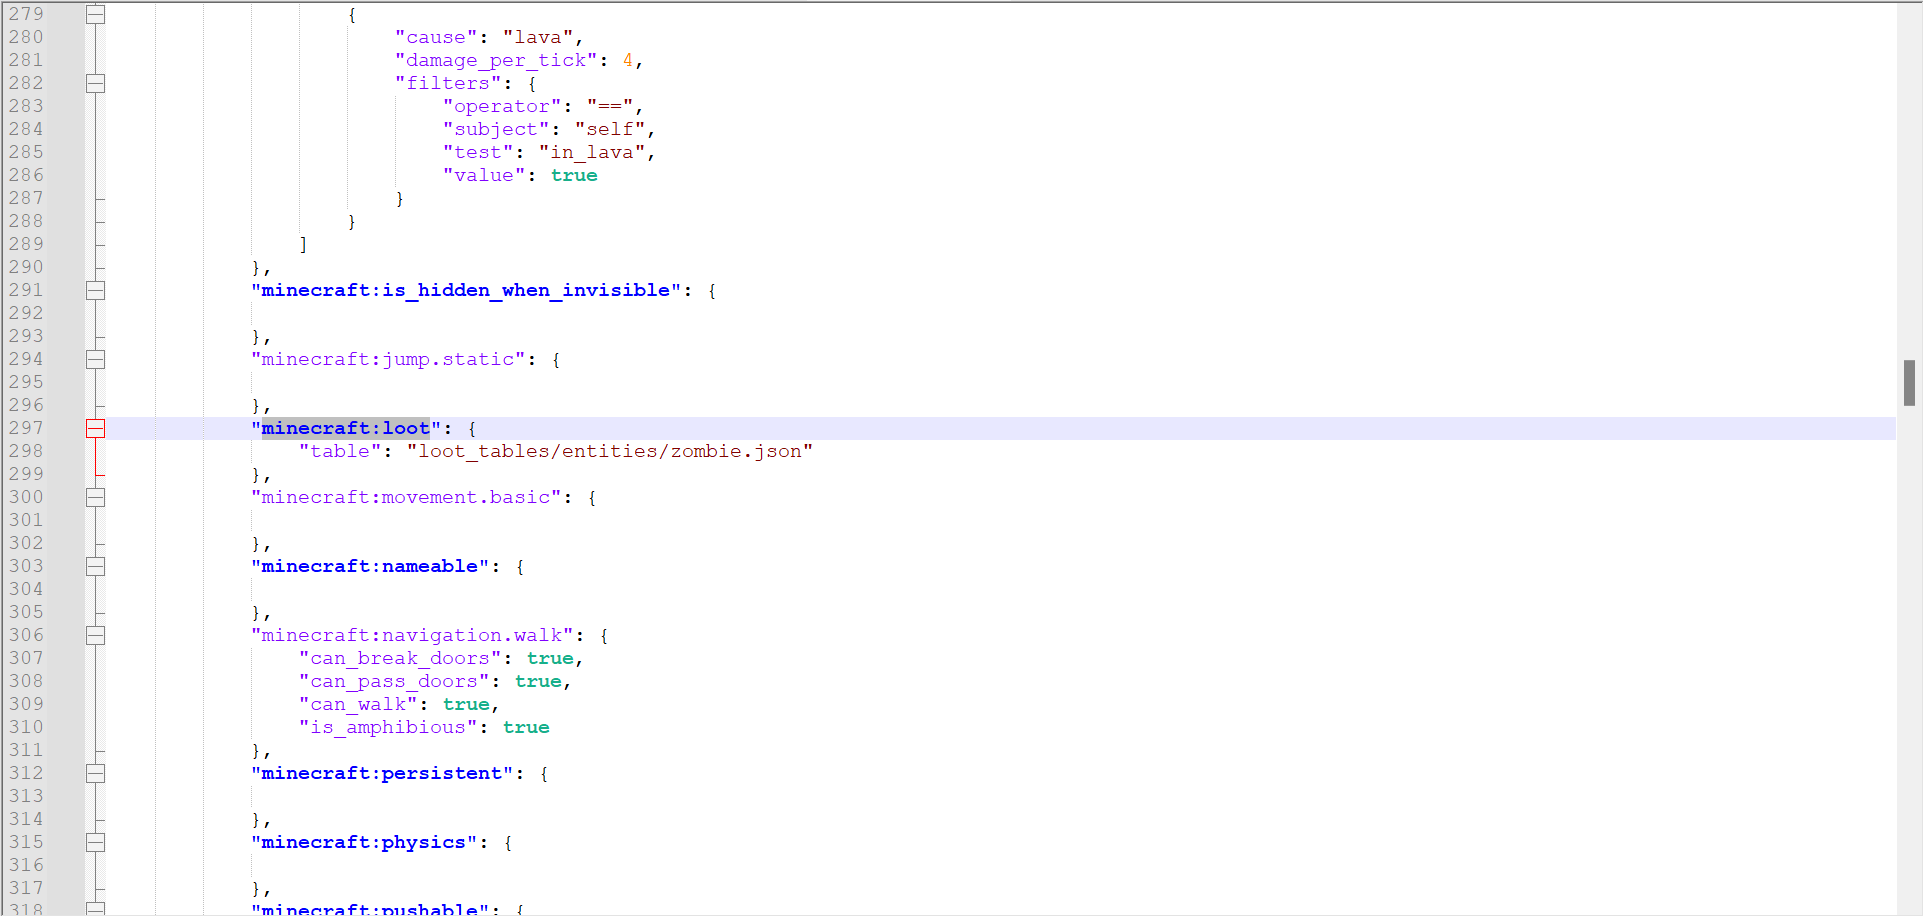 279 {
280 "cause": "lava",
281 "damage_per_tick": 4,
282 "filters": {
283 "operator": "==",
284 "subject": "self",
285 "test": "in_lava",
286 "value": true
287 }
288 }
289 ]
290 },
291 "minecraft:is_hidden_when_invisible": {
292
293 },
294 "minecraft:jump.static": {
295
296 },
297 "minecraft:loot": {
298 "table": "loot_tables/entities/zombie.json"
299 },
300 "minecraft:movement.basic": {
301
302 },
303 "minecraft:nameable": {
304
305 },
306 "minecraft:navigation.walk": {
307 "can_break_doors": true,
308 "can_pass_doors": true,
309 "can_walk": true,
310 "is_amphibious": true
311 },
312 "minecraft:persistent": {
313
314 },
315 "minecraft:physics": {
316
317 },
318 "minecraft:pushable": {